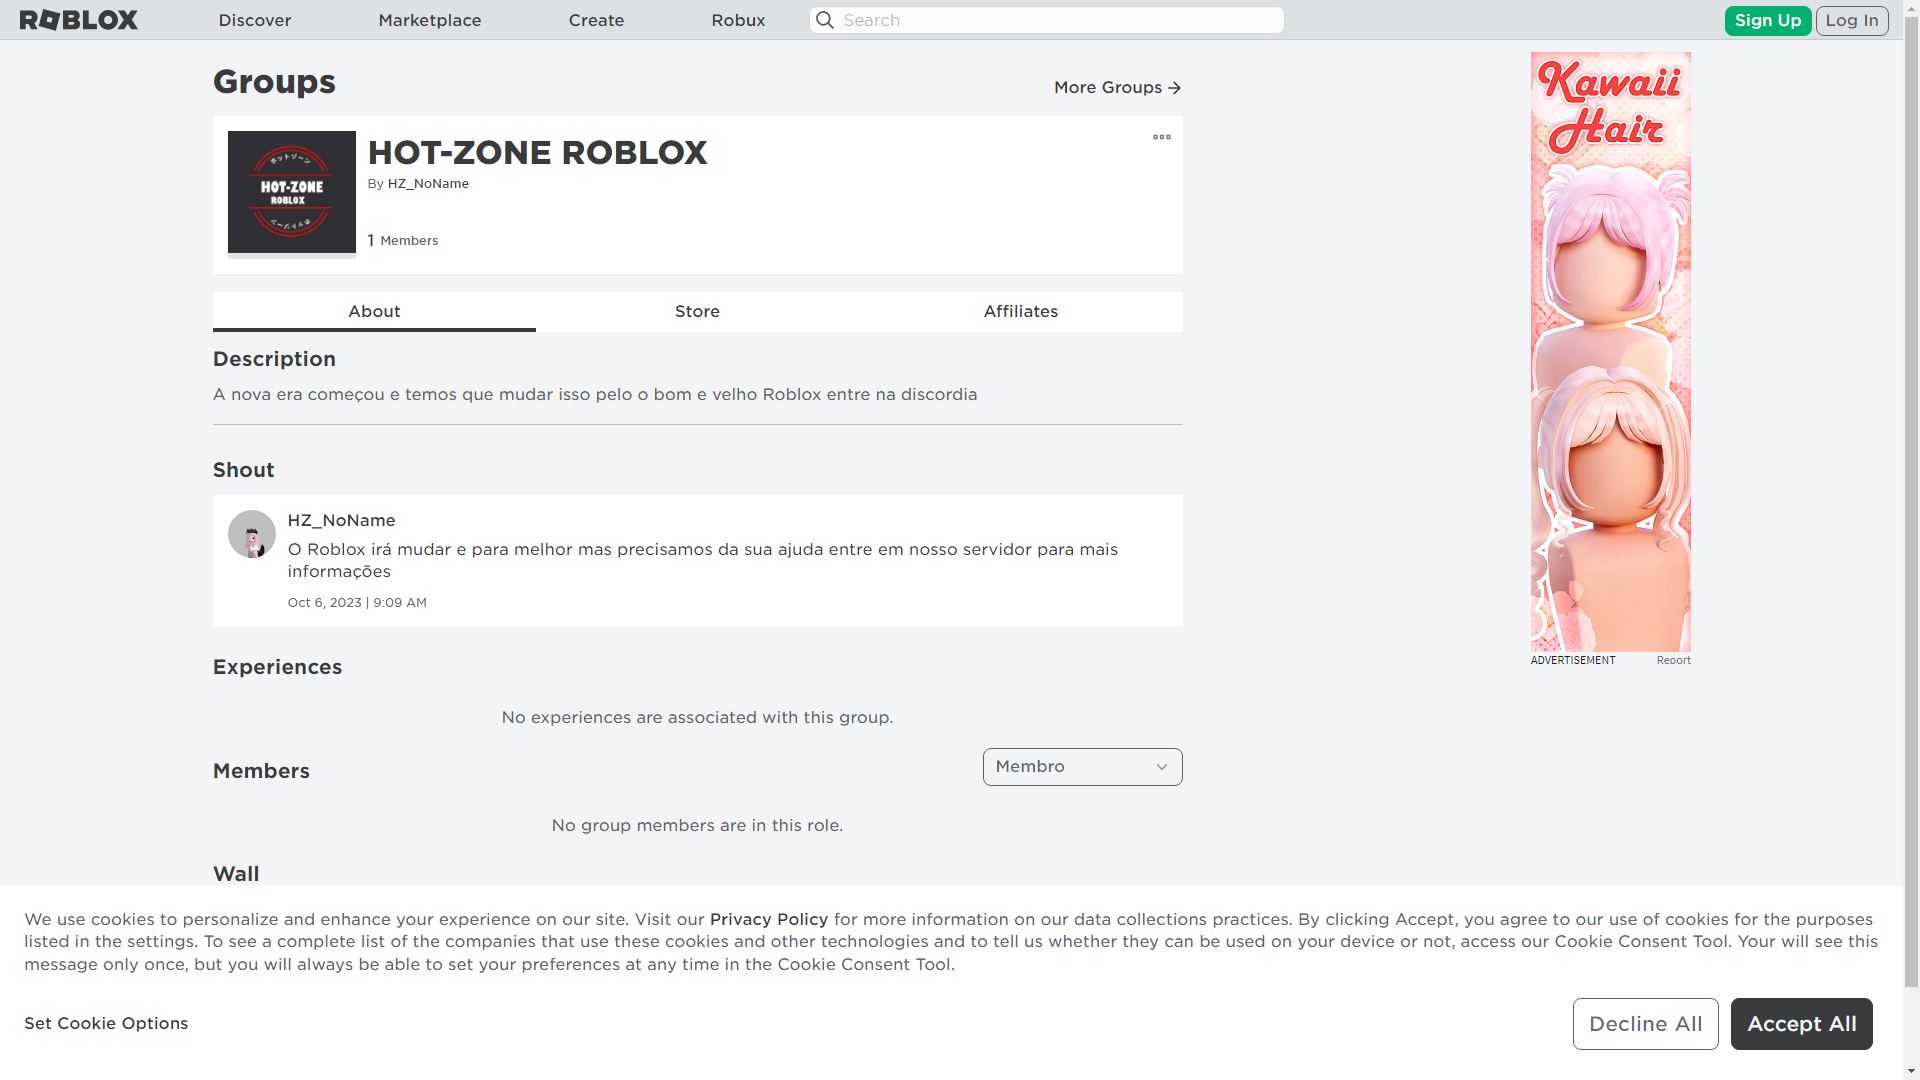 ROBLOX
Discover
Marketplace
Create
Robux
Search
Sign Up
Log In
Groups
More Groups
ホットゾーン
HOT-ZONE
ROBLOX
HOT-ZONE ROBLOX
By HZ_NoName
1 Members
About
Store
Affiliates
Description
A nova era começou e temos que mudar isso pelo o bom e velho Roblox entre na discordia
Shout
HZ_NoName
O Roblox irá mudar e para melhor mas precisamos da sua ajuda entre em nosso servidor para mais
informações
Oct 6, 2023 | 9:09 AM
Experiences
No experiences are associated with this group.
Members
Membro
No group members are in this role.
Wall
Kawaii
Hair
ADVERTISEMENT
Report
We use cookies to personalize and enhance your experience on our site. Visit our Privacy Policy for more information on our data collections practices. By clicking Accept, you agree to our use of cookies for the purposes
listed in the settings. To see a complete list of the companies that use these cookies and other technologies and to tell us whether they can be used on your device or not, access our Cookie Consent Tool. Your will see this
message only once, but you will always be able to set your preferences at any time in the Cookie Consent Tool.
Set Cookie Options
Decline All
Accept All